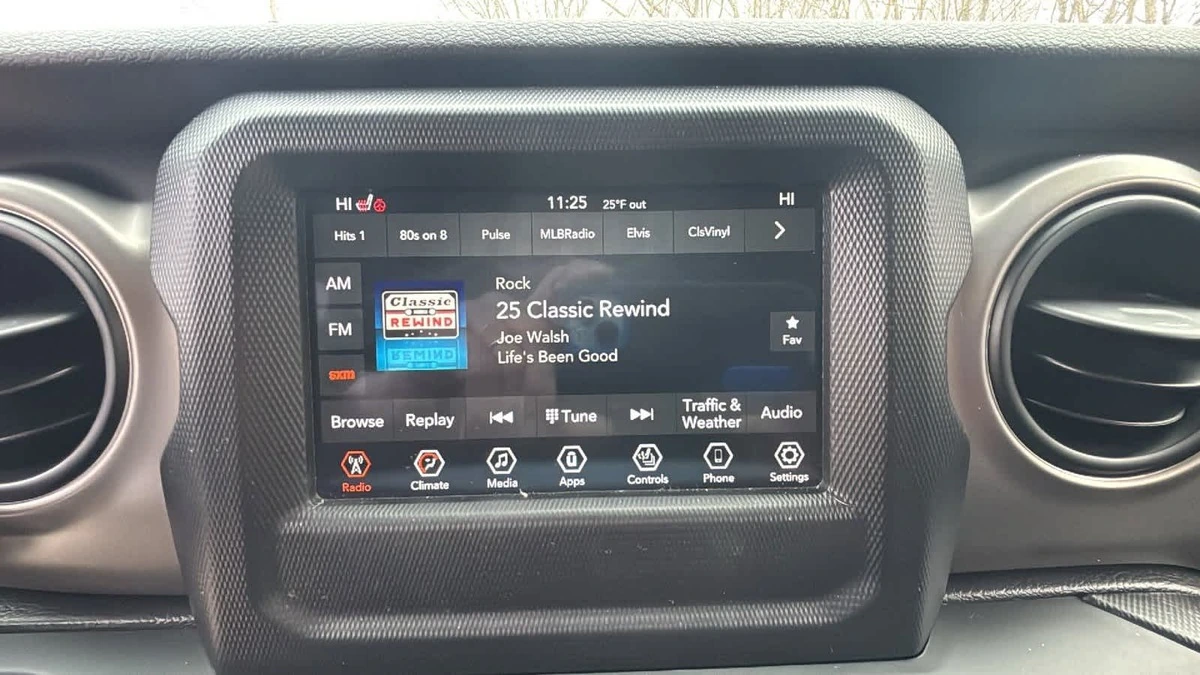 HI 11:25 25°F out HI
Hits 1 80s on 8 Pulse MLBRadio Elvis ClsVinyl
AM
FM
sxm
Classic
REWIND
REWIND
Rock
25 Classic Rewind
Joe Walsh
Life's Been Good
Fav
Browse Replay Tune Traffic & Weather Audio
Radio Climate Media Apps Controls Phone Settings